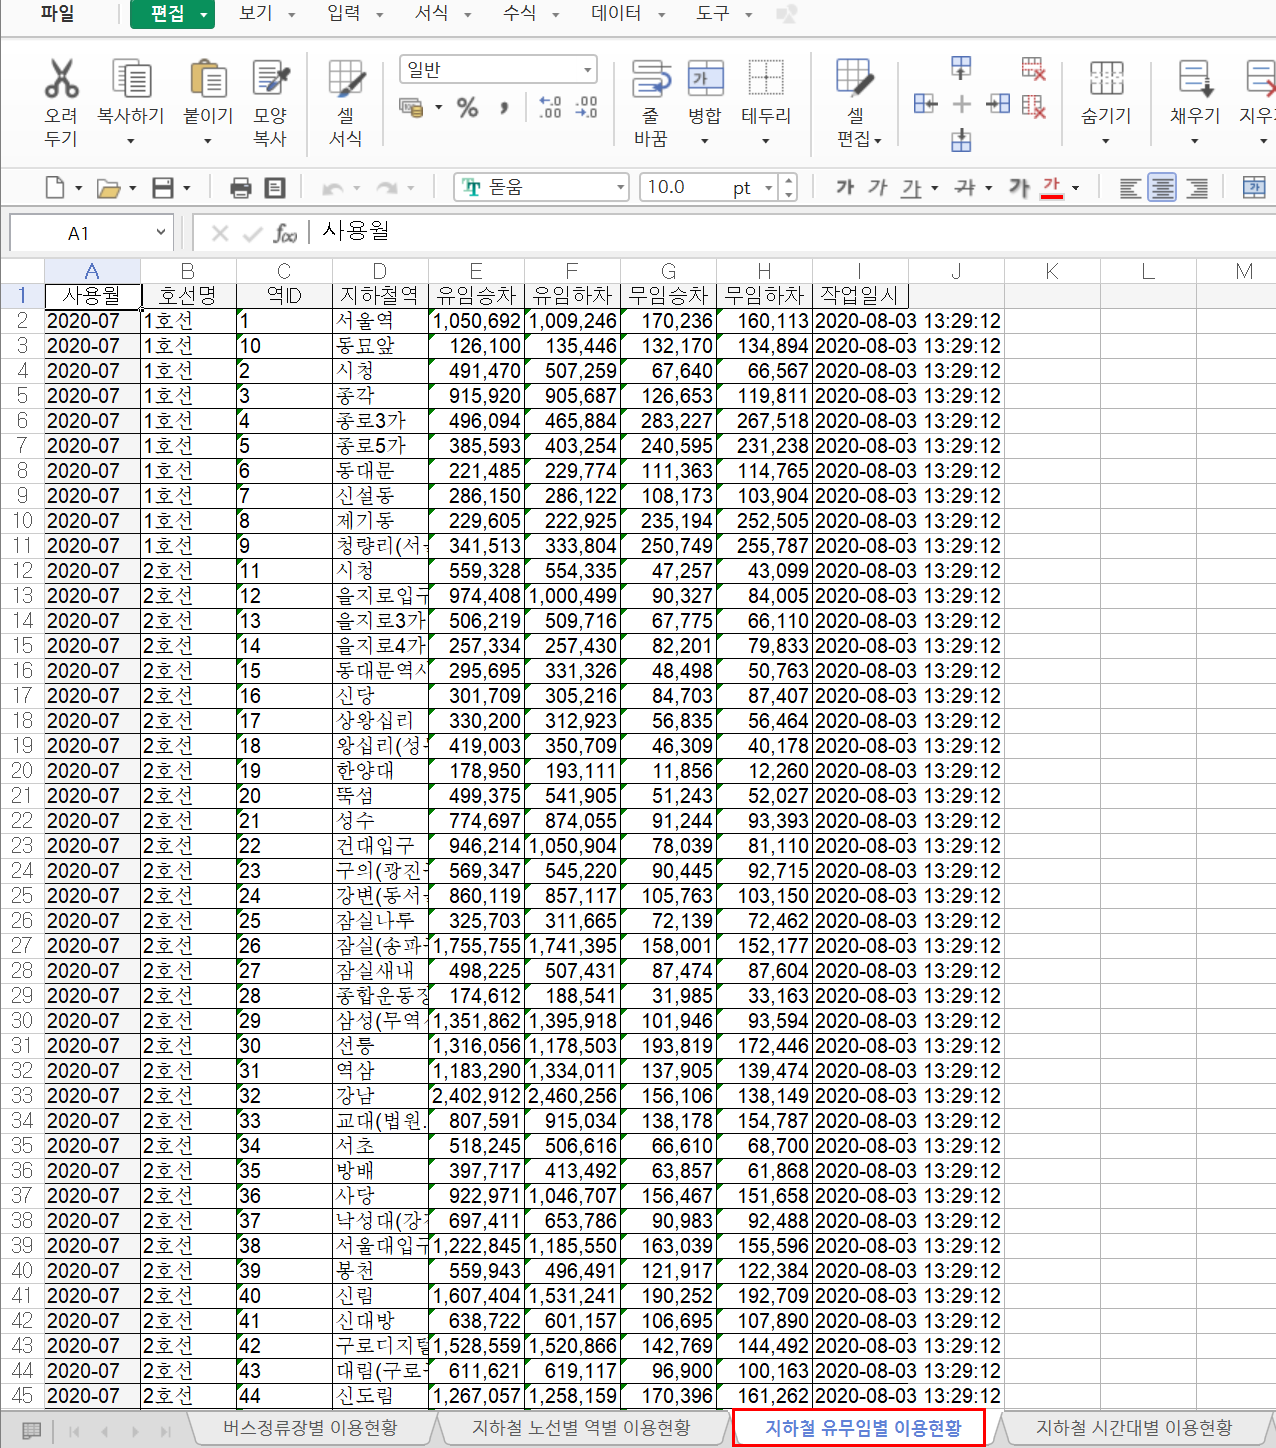 파일 편집 보기 입력 서식 수식 데이터 도구
일반
오려 두기 복사하기 붙이기 모양 복사 셀 서식 줄 바꿈 병합 테두리 셀 편집 숨기기 채우기 지우
돋움 10.0 pt 가 가 가 가 가 가
A1 사용월
A B C D E F G H I J K L M
1 사용월 호선명 역ID 지하철역 유임승차 유임하차 무임승차 무임하차 작업일시
2 2020-07 1호선 1 서울역 1,050,692 1,009,246 170,236 160,113 2020-08-03 13:29:12
3 2020-07 1호선 10 동묘앞 126,100 135,446 132,170 134,894 2020-08-03 13:29:12
4 2020-07 1호선 2 시청 491,470 507,259 67,640 66,567 2020-08-03 13:29:12
5 2020-07 1호선 3 종각 915,920 905,687 126,653 119,811 2020-08-03 13:29:12
6 2020-07 1호선 4 종로3가 496,094 465,884 283,227 267,518 2020-08-03 13:29:12
7 2020-07 1호선 5 종로5가 385,593 403,254 240,595 231,238 2020-08-03 13:29:12
8 2020-07 1호선 6 동대문 221,485 229,774 111,363 114,765 2020-08-03 13:29:12
9 2020-07 1호선 7 신설동 286,150 286,122 108,173 103,904 2020-08-03 13:29:12
10 2020-07 1호선 8 제기동 229,605 222,925 235,194 252,505 2020-08-03 13:29:12
11 2020-07 1호선 9 청량리(서 341,513 333,804 250,749 255,787 2020-08-03 13:29:12
12 2020-07 2호선 11 시청 559,328 554,335 47,257 43,099 2020-08-03 13:29:12
13 2020-07 2호선 12 을지로입구 974,408 1,000,499 90,327 84,005 2020-08-03 13:29:12
14 2020-07 2호선 13 을지로3가 506,219 509,716 67,775 66,110 2020-08-03 13:29:12
15 2020-07 2호선 14 을지로4가 257,334 257,430 82,201 79,833 2020-08-03 13:29:12
16 2020-07 2호선 15 동대문역사 295,695 331,326 48,498 50,763 2020-08-03 13:29:12
17 2020-07 2호선 16 신당 301,709 305,216 84,703 87,407 2020-08-03 13:29:12
18 2020-07 2호선 17 상왕십리 330,200 312,923 56,835 56,464 2020-08-03 13:29:12
19 2020-07 2호선 18 왕십리(성 419,003 350,709 46,309 40,178 2020-08-03 13:29:12
20 2020-07 2호선 19 한양대 178,950 193,111 11,856 12,260 2020-08-03 13:29:12
21 2020-07 2호선 20 뚝섬 499,375 541,905 51,243 52,027 2020-08-03 13:29:12
22 2020-07 2호선 21 성수 774,697 874,055 91,244 93,393 2020-08-03 13:29:12
23 2020-07 2호선 22 건대입구 946,214 1,050,904 78,039 81,110 2020-08-03 13:29:12
24 2020-07 2호선 23 구의(광진 569,347 545,220 90,445 92,715 2020-08-03 13:29:12
25 2020-07 2호선 24 강변(동서 860,119 857,117 105,763 103,150 2020-08-03 13:29:12
26 2020-07 2호선 25 잠실나루 325,703 311,665 72,139 72,462 2020-08-03 13:29:12
27 2020-07 2호선 26 잠실(송파 1,755,755 1,741,395 158,001 152,177 2020-08-03 13:29:12
28 2020-07 2호선 27 잠실새내 498,225 507,431 87,474 87,604 2020-08-03 13:29:12
29 2020-07 2호선 28 종합운동장 174,612 188,541 31,985 33,163 2020-08-03 13:29:12
30 2020-07 2호선 29 삼성(무역 1,351,862 1,395,918 101,946 93,594 2020-08-03 13:29:12
31 2020-07 2호선 30 선릉 1,316,056 1,178,503 193,819 172,446 2020-08-03 13:29:12
32 2020-07 2호선 31 역삼 1,183,290 1,334,011 137,905 139,474 2020-08-03 13:29:12
33 2020-07 2호선 32 강남 2,402,912 2,460,256 156,106 138,149 2020-08-03 13:29:12
34 2020-07 2호선 33 교대(법원. 807,591 915,034 138,178 154,787 2020-08-03 13:29:12
35 2020-07 2호선 34 서초 518,245 506,616 66,610 68,700 2020-08-03 13:29:12
36 2020-07 2호선 35 방배 397,717 413,492 63,857 61,868 2020-08-03 13:29:12
37 2020-07 2호선 36 사당 922,971 1,046,707 156,467 151,658 2020-08-03 13:29:12
38 2020-07 2호선 37 낙성대(강 697,411 653,786 90,983 92,488 2020-08-03 13:29:12
39 2020-07 2호선 38 서울대입구 1,222,845 1,185,550 163,039 155,596 2020-08-03 13:29:12
40 2020-07 2호선 39 봉천 559,943 496,491 121,917 122,384 2020-08-03 13:29:12
41 2020-07 2호선 40 신림 1,607,404 1,531,241 190,252 192,709 2020-08-03 13:29:12
42 2020-07 2호선 41 신대방 638,722 601,157 106,695 107,890 2020-08-03 13:29:12
43 2020-07 2호선 42 구로디지털 1,528,559 1,520,866 142,769 144,492 2020-08-03 13:29:12
44 2020-07 2호선 43 대림(구로 611,621 619,117 96,900 100,163 2020-08-03 13:29:12
45 2020-07 2호선 44 신도림 1,267,057 1,258,159 170,396 161,262 2020-08-03 13:29:12
버스정류장별 이용현황 지하철 노선별 역별 이용현황 지하철 유무임별 이용현황 지하철 시간대별 이용현황